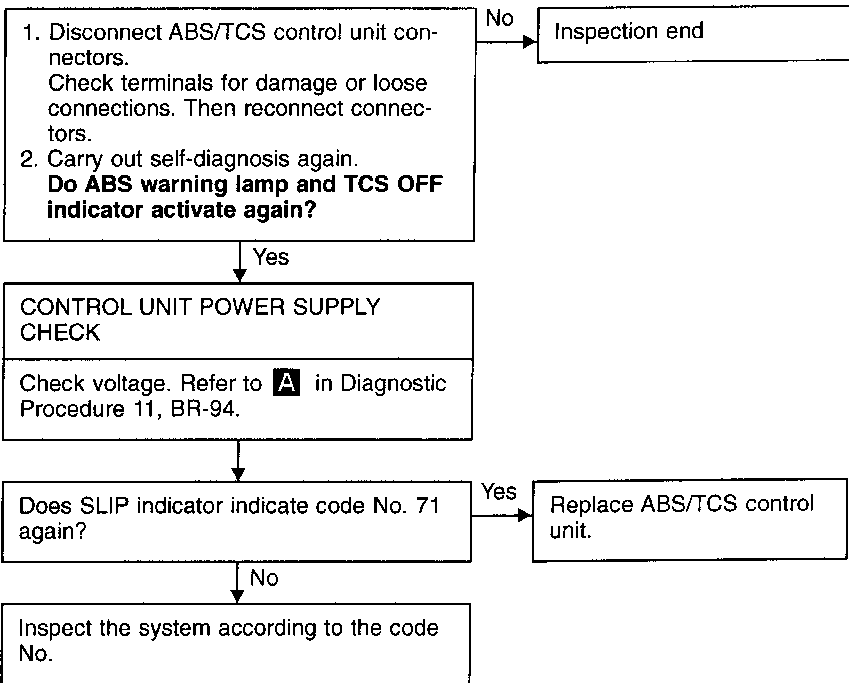 1. Disconnect ABS/TCS control unit con-
nectors.
Check terminals for damage or loose
connections. Then reconnect connec-
tors.
2. Carry out self-diagnosis again.
Do ABS warning lamp and TCS OFF
indicator activate again?
No
Inspection end
Yes
CONTROL UNIT POWER SUPPLY
CHECK
Check voltage. Refer to A in Diagnostic
Procedure 11, BR-94.
Does SLIP indicator indicate code No. 71
again?
Yes
Replace ABS/TCS control
unit.
No
Inspect the system according to the code
No.